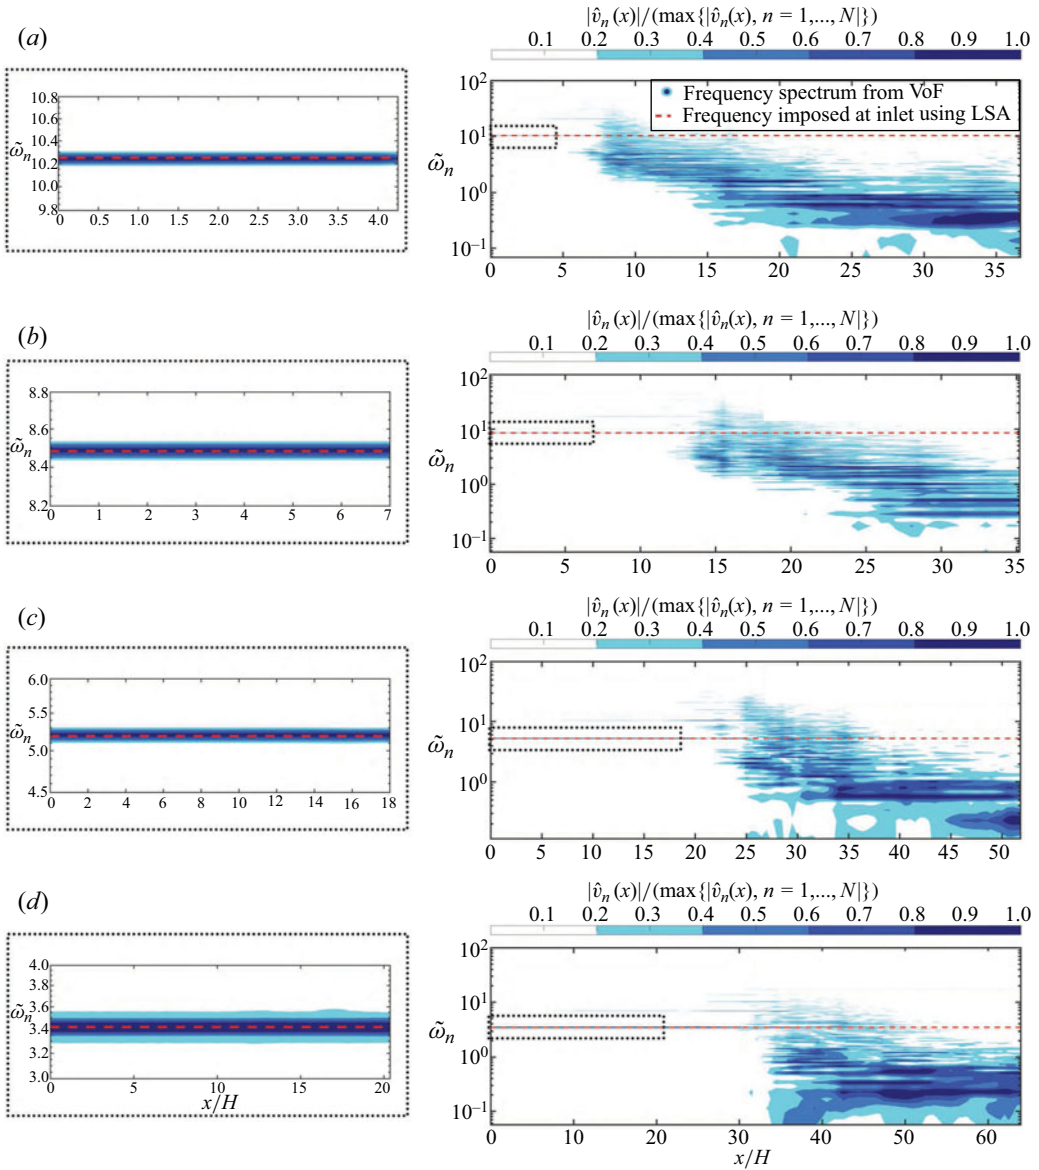 (a)
|v̂n(x)|/(max{|v̂n(x), n = 1,..., N|})
0.1 0.2 0.3 0.4 0.5 0.6 0.7 0.8 0.9 1.0
10.8
10.6
10.4
ω̃n
10.2
10.0
9.8
0 0.5 1.0 1.5 2.0 2.5 3.0 3.5 4.0
10²
Frequency spectrum from VoF
Frequency imposed at inlet using LSA
10¹
ω̃n
10⁰
10⁻¹
0 5 10 15 20 25 30 35
(b)
|v̂n(x)|/(max{|v̂n(x), n = 1,..., N|})
0.1 0.2 0.3 0.4 0.5 0.6 0.7 0.8 0.9 1.0
8.8
8.6
ω̃n
8.4
8.2
0 1 2 3 4 5 6 7
10²
10¹
ω̃n
10⁰
10⁻¹
0 5 10 15 20 25 30 35
(c)
|v̂n(x)|/(max{|v̂n(x), n = 1,..., N|})
0.1 0.2 0.3 0.4 0.5 0.6 0.7 0.8 0.9 1.0
6.0
5.5
ω̃n
5.0
4.5
0 2 4 6 8 10 12 14 16 18
10²
10¹
ω̃n
10⁰
0 5 10 15 20 25 30 35 40 45 50
(d)
|v̂n(x)|/(max{|v̂n(x), n = 1,..., N|})
0.1 0.2 0.3 0.4 0.5 0.6 0.7 0.8 0.9 1.0
4.0
3.8
3.6
ω̃n
3.4
3.2
3.0
0 5 10 15 20
x/H
10²
10¹
ω̃n
10⁰
10⁻¹
0 10 20 30 40 50 60
x/H